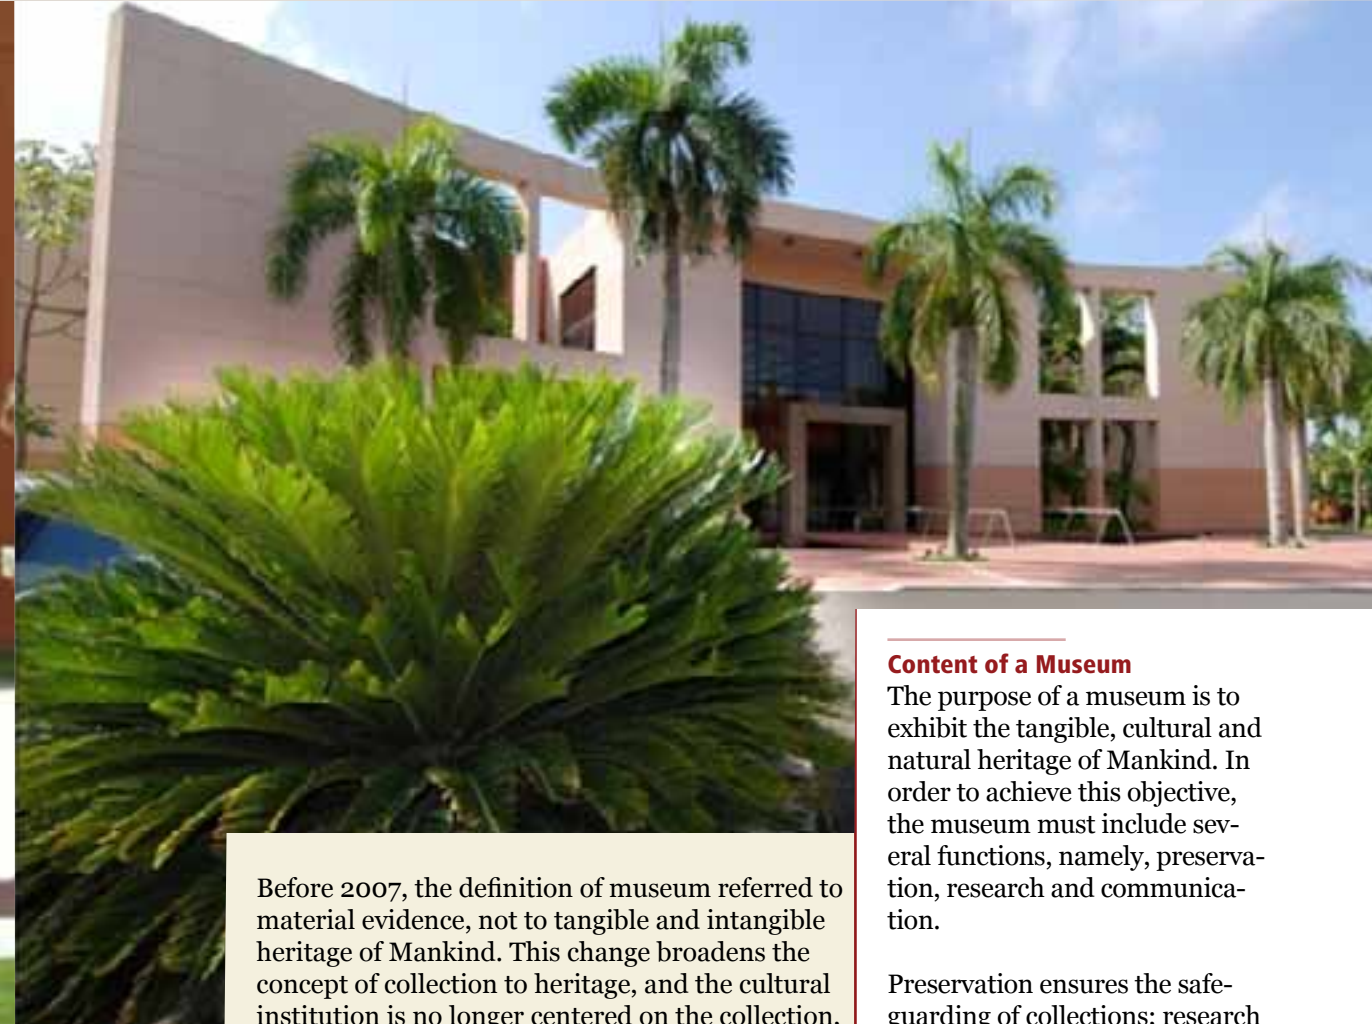 Before 2007, the definition of museum referred to
material evidence, not to tangible and intangible
heritage of Mankind. This change broadens the
concept of collection to heritage, and the cultural
institution is no longer centered on the collection,
Content of a Museum
The purpose of a museum is to
exhibit the tangible, cultural and
natural heritage of Mankind. In
order to achieve this objective,
the museum must include sev-
eral functions, namely, preserva-
tion, research and communica-
tion.
Preservation ensures the safe-
guarding of collections; research